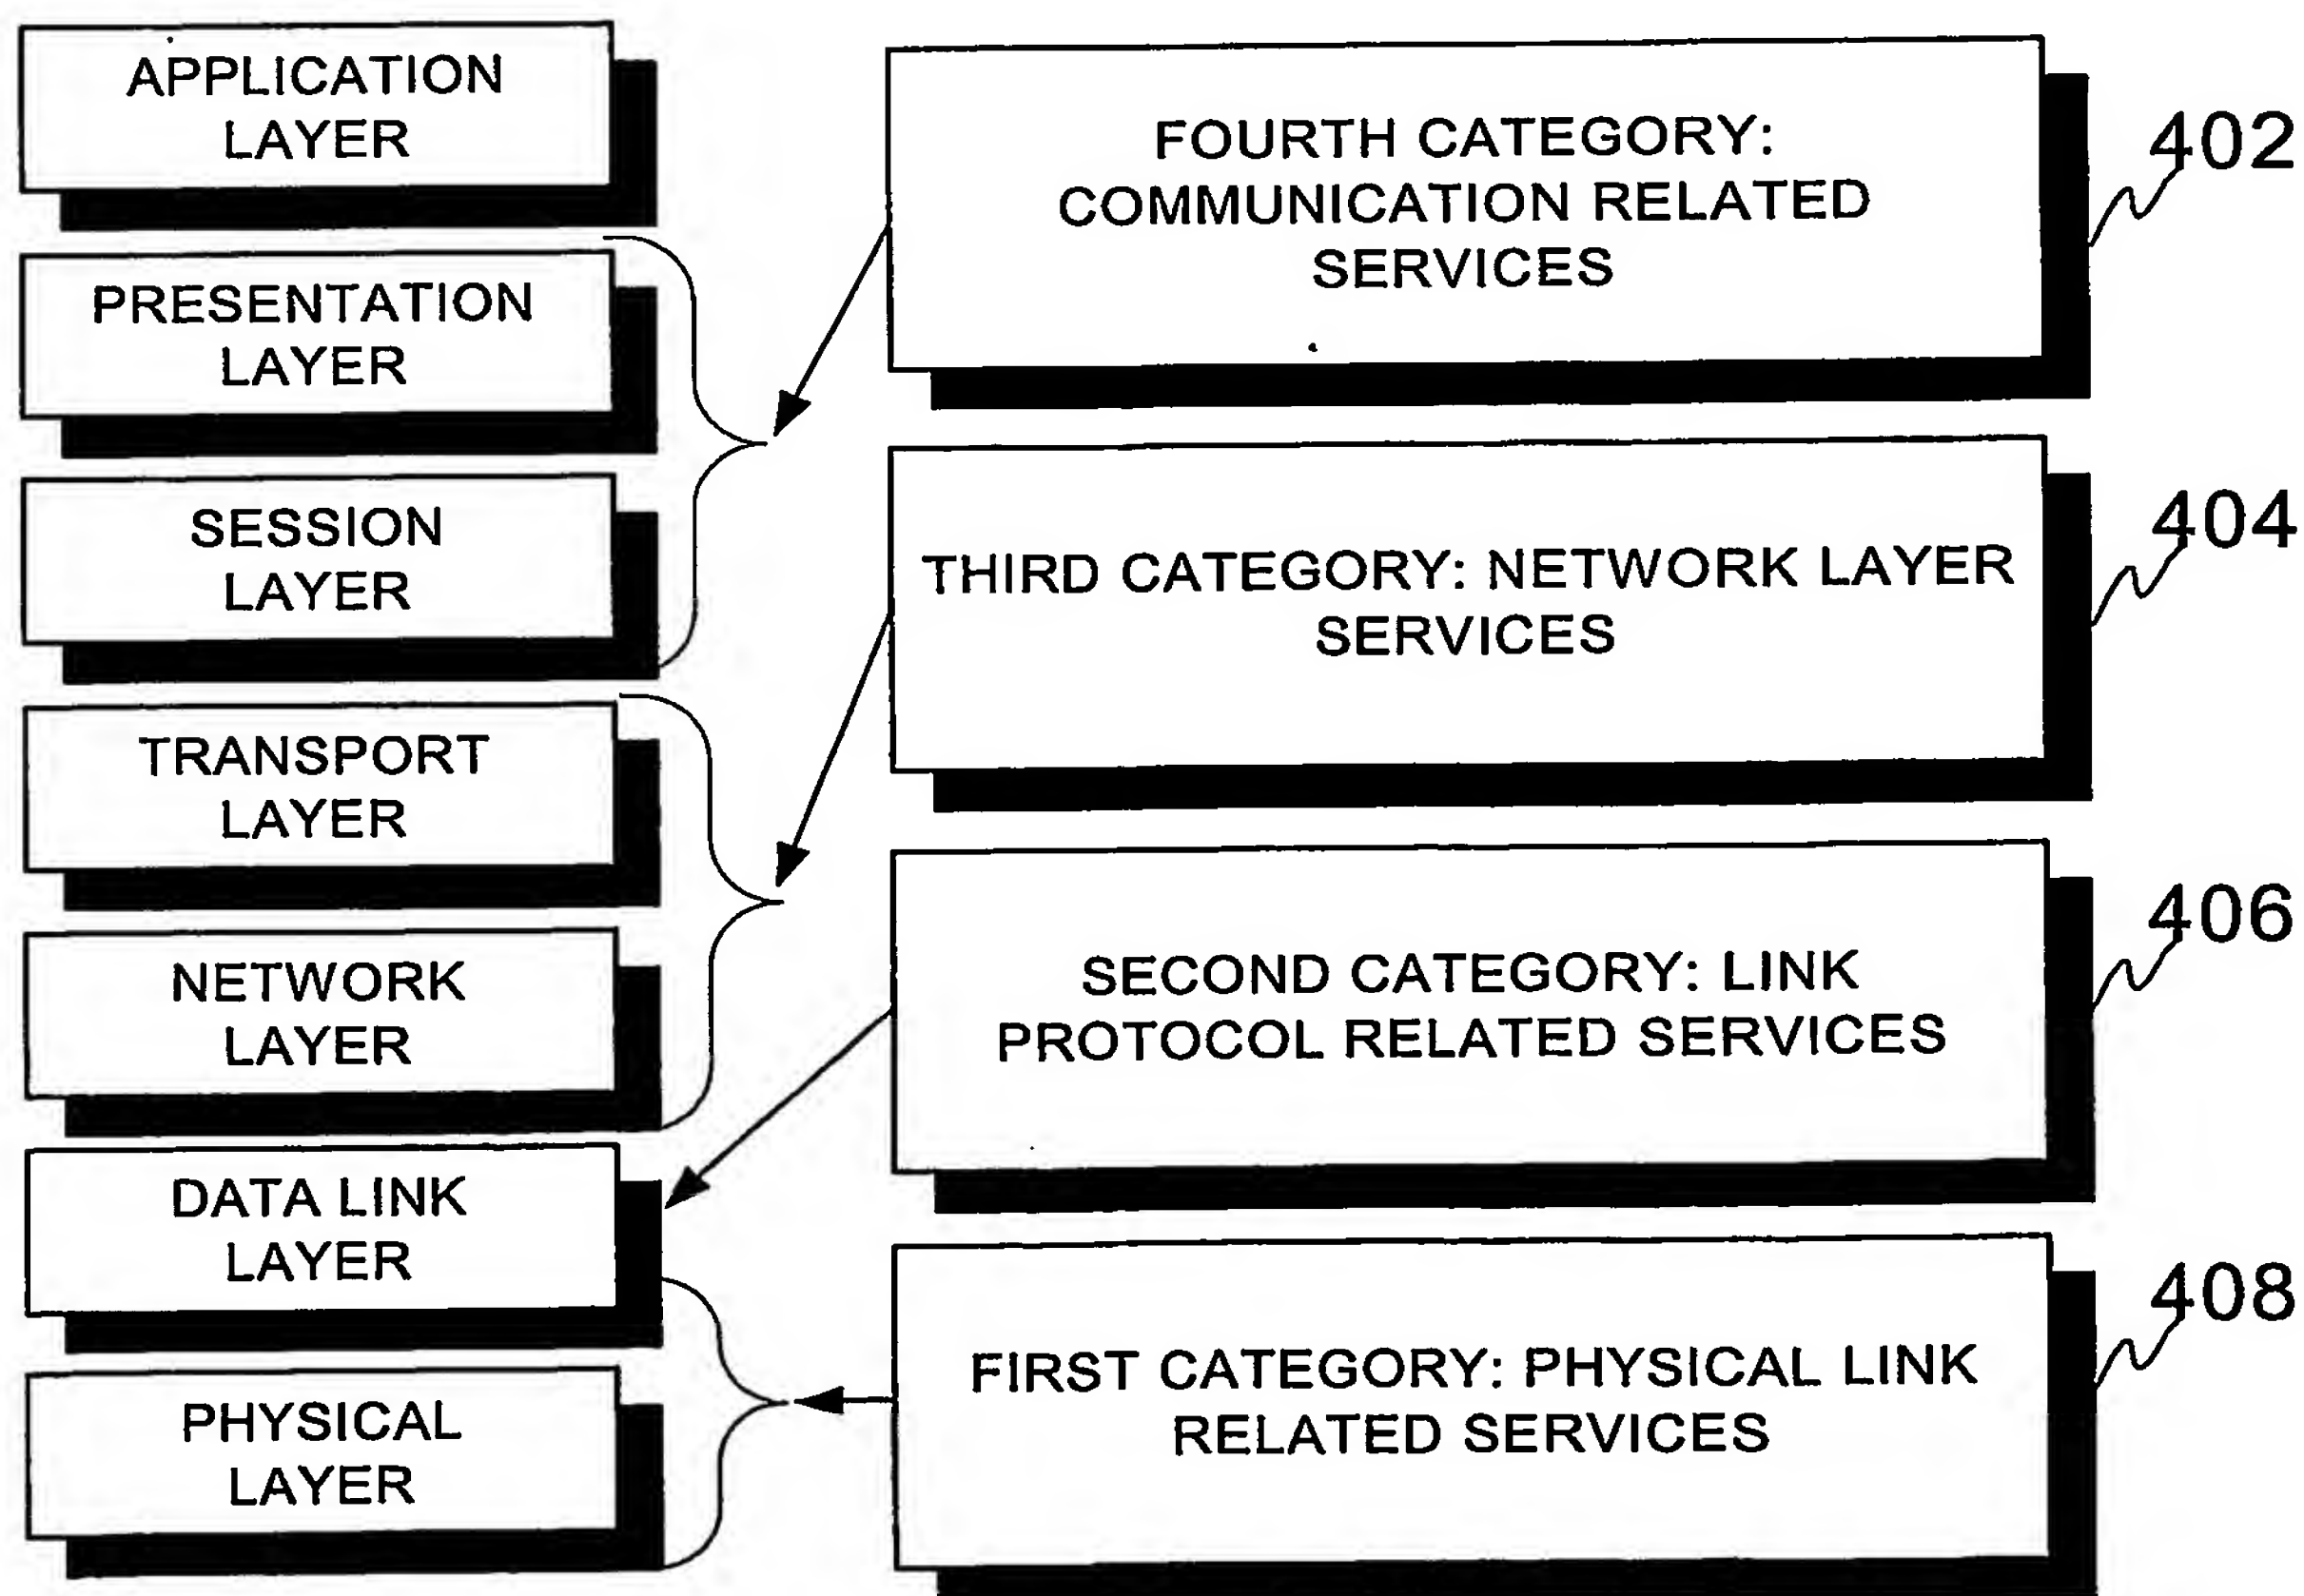 APPLICATION
LAYER
PRESENTATION
LAYER
SESSION
LAYER
TRANSPORT
LAYER
NETWORK
LAYER
DATA LINK
LAYER
PHYSICAL
LAYER
FOURTH CATEGORY:
COMMUNICATION RELATED
SERVICES
402
THIRD CATEGORY: NETWORK LAYER
SERVICES
404
SECOND CATEGORY: LINK
PROTOCOL RELATED SERVICES
406
FIRST CATEGORY: PHYSICAL LINK
RELATED SERVICES
408